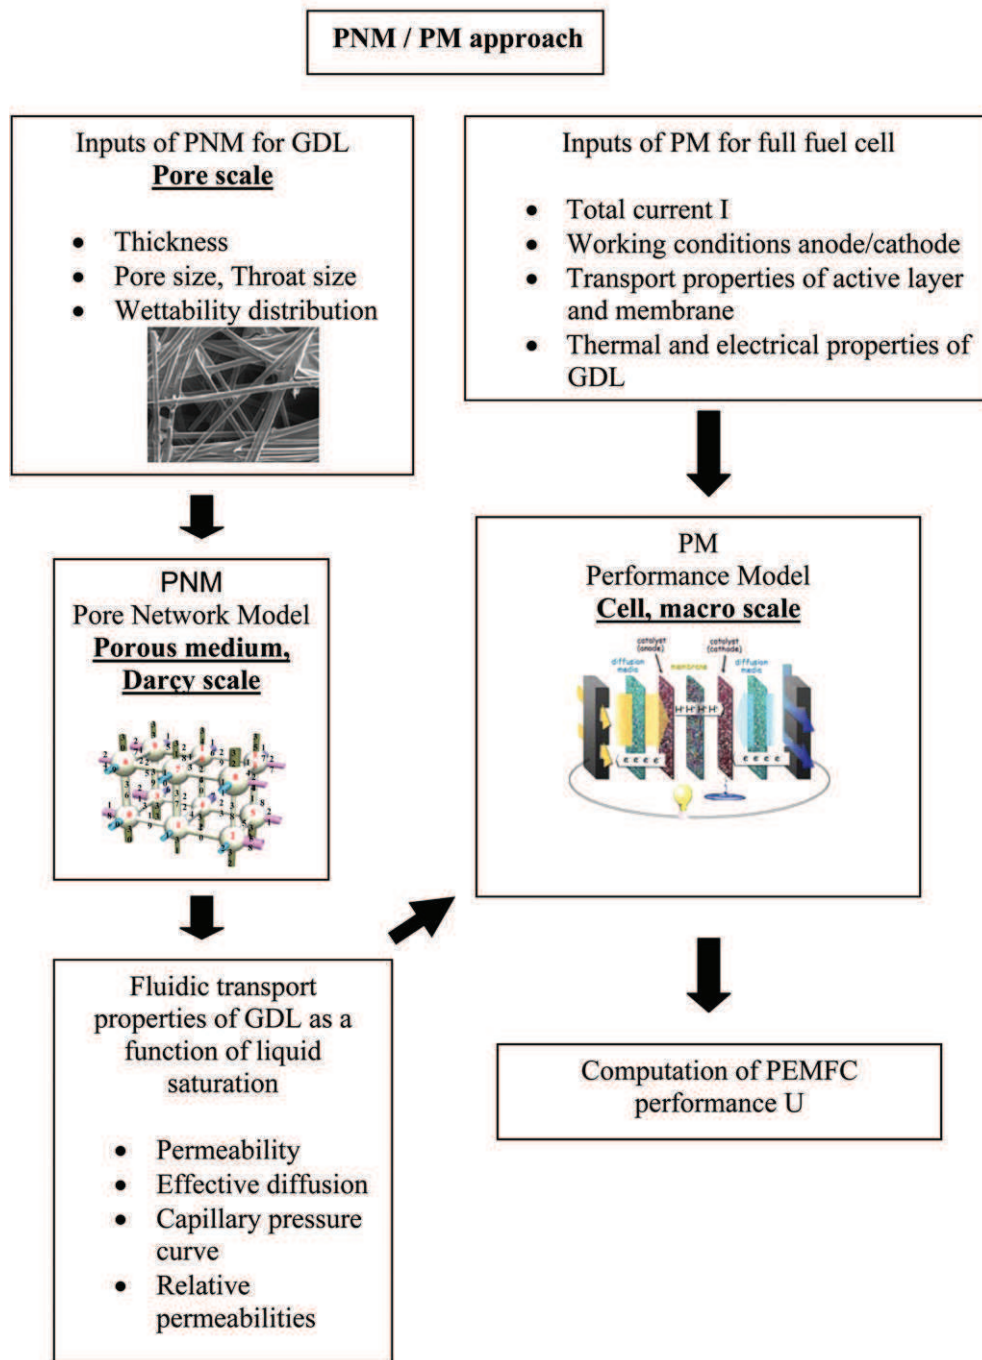 PNM / PM approach
Inputs of PNM for GDL
Pore scale
• Thickness
• Pore size, Throat size
• Wettability distribution
Inputs of PM for full fuel cell
• Total current I
• Working conditions anode/cathode
• Transport properties of active layer
and membrane
• Thermal and electrical properties of
GDL
PNM
Pore Network Model
Porous medium,
Darçy scale
PM
Performance Model
Cell, macro scale
catalyst
(anode)
catalyst
(cathode)
diffusion
media
membrane
diffusion
media
H⁺ H⁺ H⁺ H⁺
e⁻ e⁻ e⁻ e⁻
e⁻ e⁻ e⁻ e⁻
Fluidic transport
properties of GDL as a
function of liquid
saturation
• Permeability
• Effective diffusion
• Capillary pressure
curve
• Relative
permeabilities
Computation of PEMFC
performance U